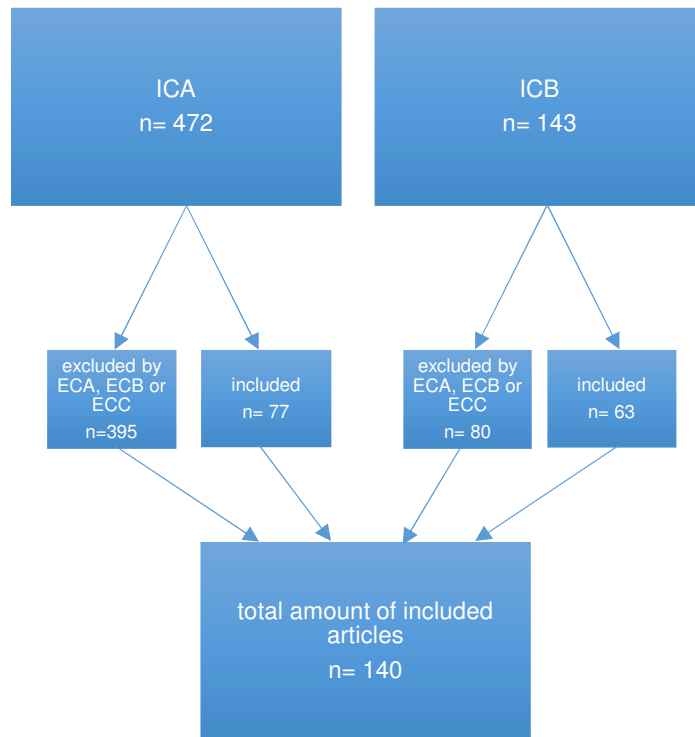 ICA
n= 472
ICB
n= 143
excluded by
ECA, ECB or
ECC
n=395
included
n= 77
excluded by
ECA, ECB or
ECC
n= 80
included
n= 63
total amount of included
articles
n= 140